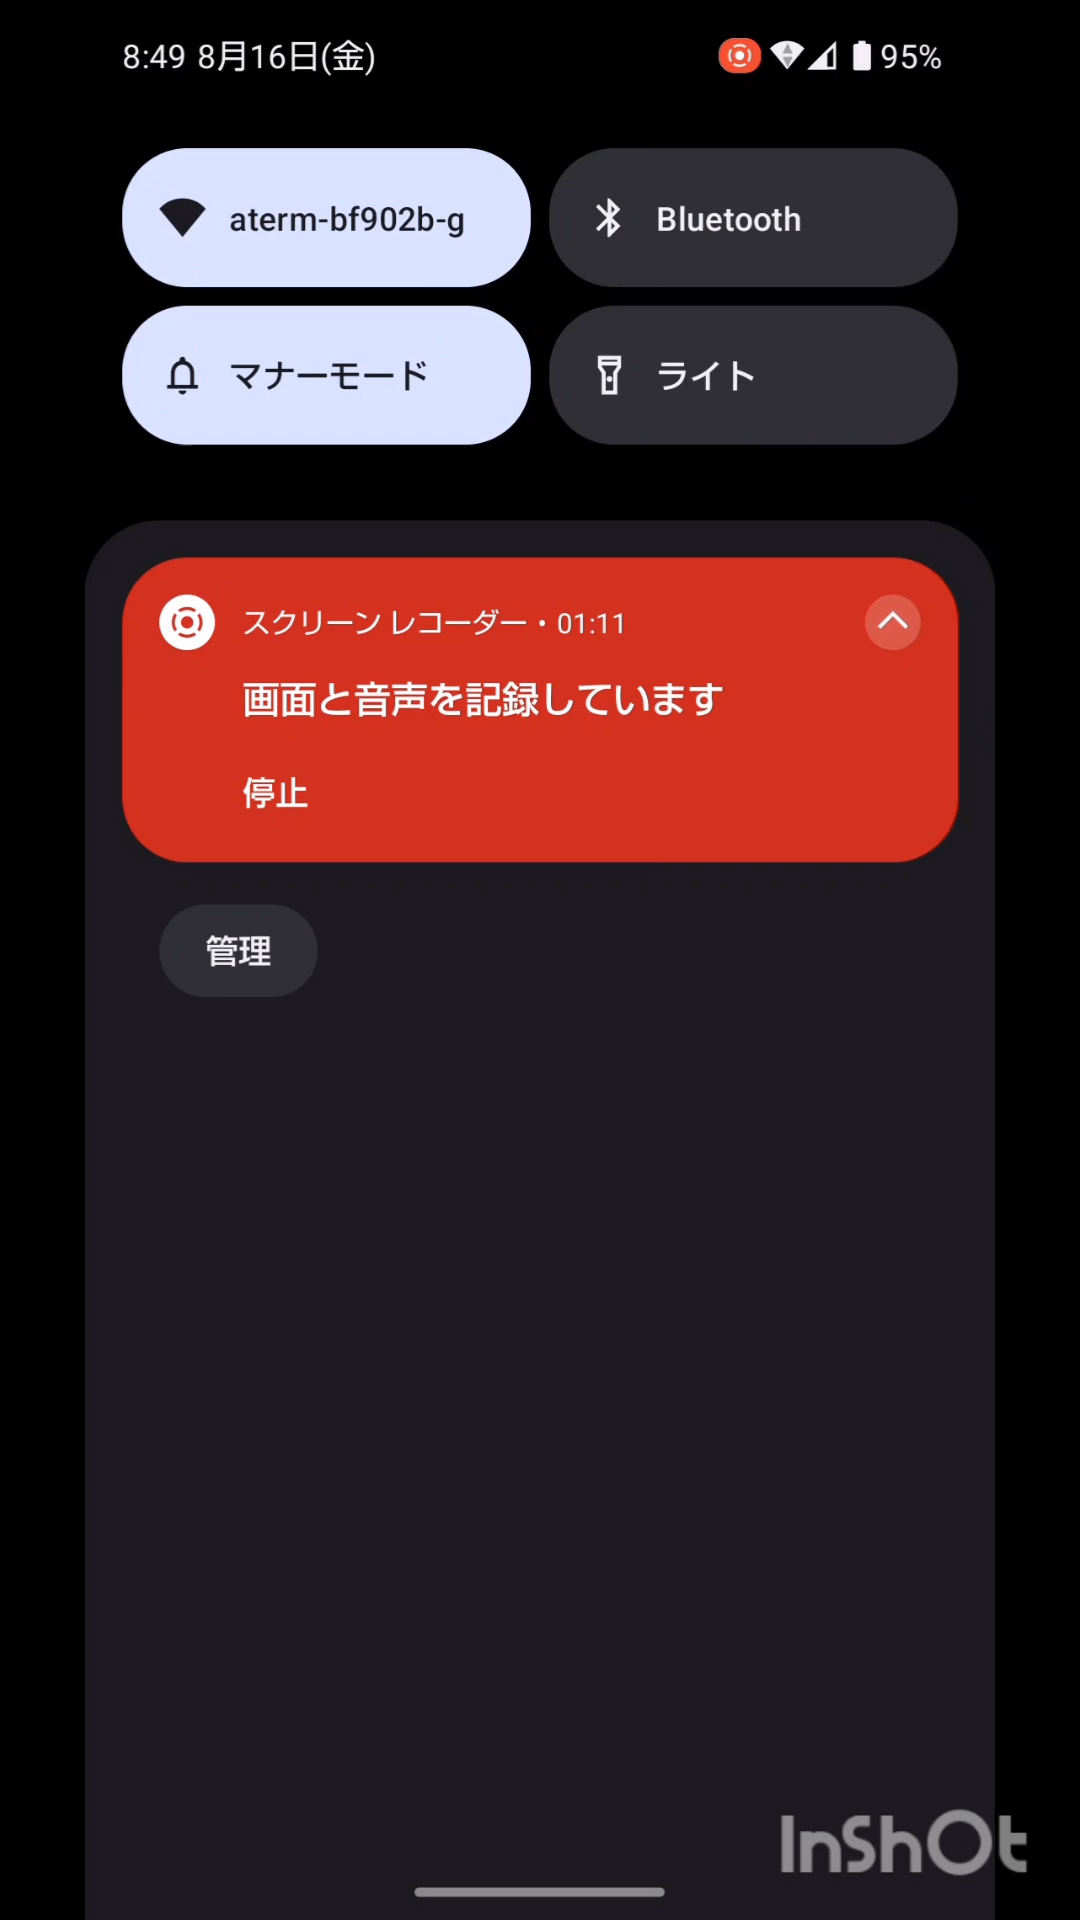 8:49 8月16日(金)
95%
aterm-bf902b-g
Bluetooth
マナーモード
ライト
スクリーン レコーダー • 01:11
画面と音声を記録しています
停止
管理
InShOt